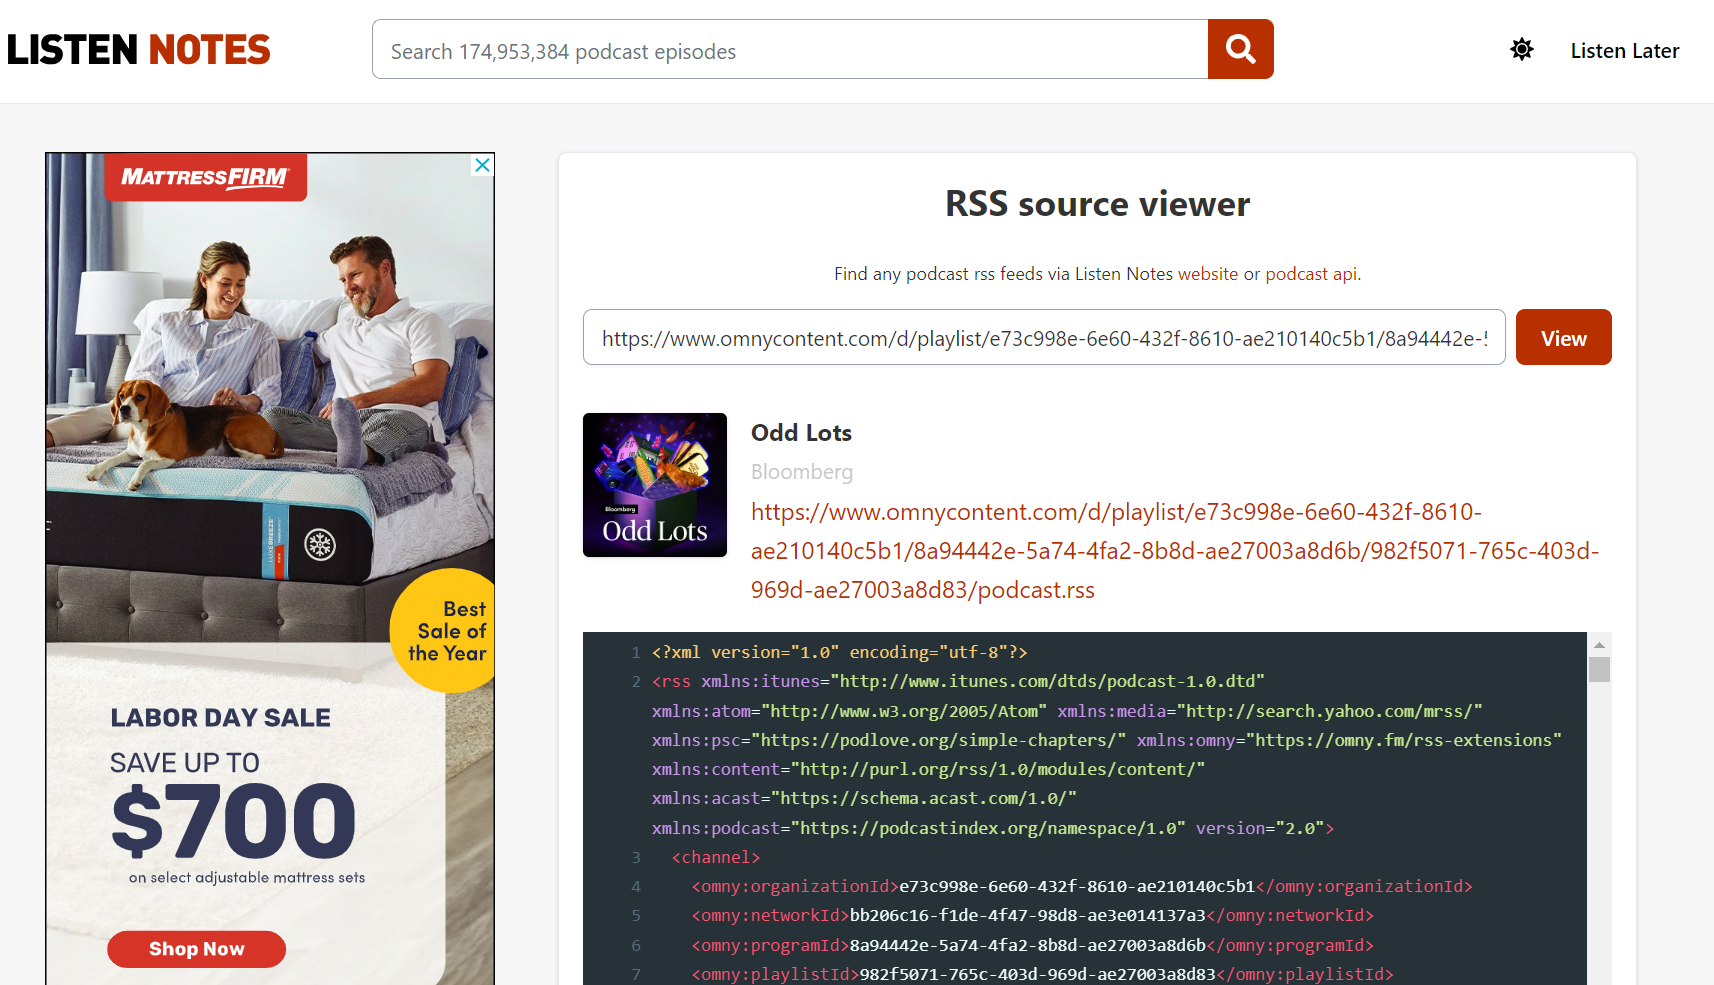 LISTEN NOTES
Search 174,953,384 podcast episodes
Listen Later
MATTRESSFIRM
LUXEBREEZE
Best
Sale of
the Year
LABOR DAY SALE
SAVE UP TO
$700
on select adjustable mattress sets
Shop Now
RSS source viewer
Find any podcast rss feeds via Listen Notes website or podcast api.
https://www.omnycontent.com/d/playlist/e73c998e-6e60-432f-8610-ae210140c5b1/8a94442e-5
View
Bloomberg
Odd Lots
Odd Lots
Bloomberg
https://www.omnycontent.com/d/playlist/e73c998e-6e60-432f-8610-
ae210140c5b1/8a94442e-5a74-4fa2-8b8d-ae27003a8d6b/982f5071-765c-403d-
969d-ae27003a8d83/podcast.rss
1 <?xml version="1.0" encoding="utf-8"?>
2 <rss xmlns:itunes="http://www.itunes.com/dtds/podcast-1.0.dtd"
xmlns:atom="http://www.w3.org/2005/Atom" xmlns:media="http://search.yahoo.com/mrss/"
xmlns:psc="https://podlove.org/simple-chapters/" xmlns:omny="https://omny.fm/rss-extensions"
xmlns:content="http://purl.org/rss/1.0/modules/content/"
xmlns:acast="https://schema.acast.com/1.0/"
xmlns:podcast="https://podcastindex.org/namespace/1.0" version="2.0">
3 <channel>
4 <omny:organizationId>e73c998e-6e60-432f-8610-ae210140c5b1</omny:organizationId>
5 <omny:networkId>bb206c16-f1de-4f47-98d8-ae3e014137a3</omny:networkId>
6 <omny:programId>8a94442e-5a74-4fa2-8b8d-ae27003a8d6b</omny:programId>
7 <omny:playlistId>982f5071-765c-403d-969d-ae27003a8d83</omny:playlistId>